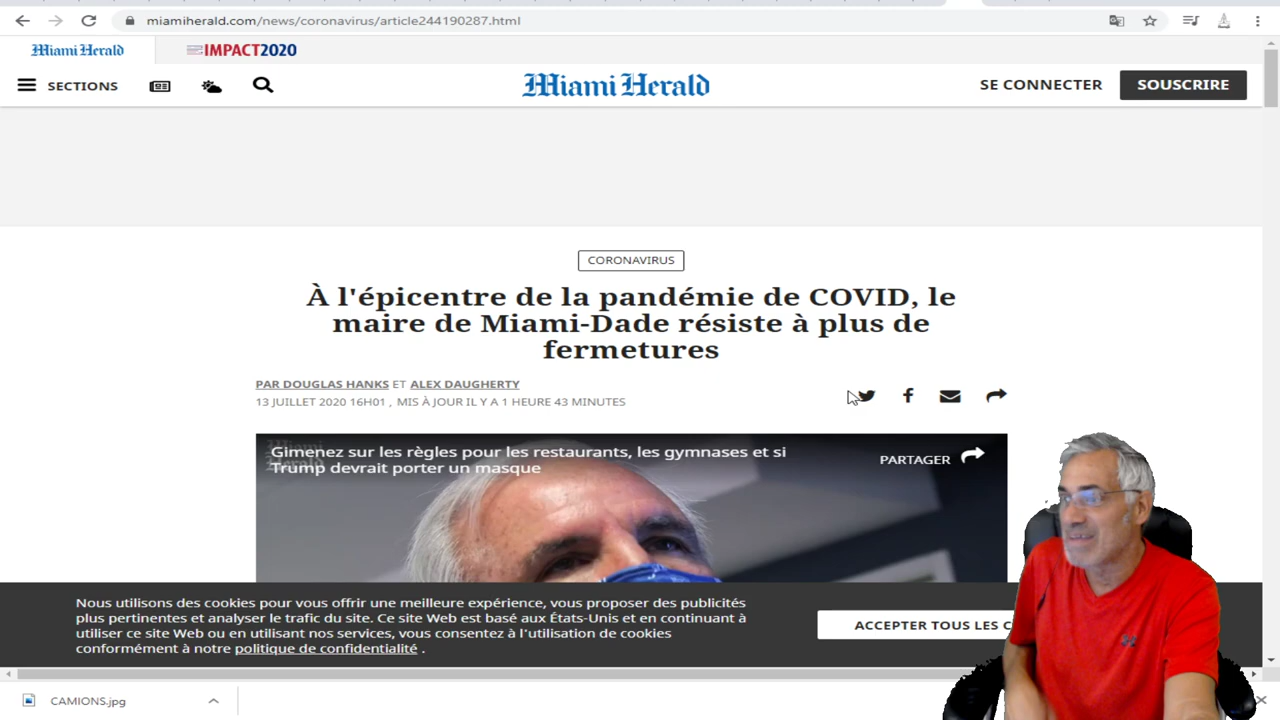 miamiherald.com/news/coronavirus/article244190287.html
Miami Herald
IMPACT2020
SECTIONS
Miami Herald
SE CONNECTER
SOUSCRIRE
CORONAVIRUS
À l'épicentre de la pandémie de COVID, le
maire de Miami-Dade résiste à plus de
fermetures
PAR DOUGLAS HANKS ET ALEX DAUGHERTY
13 JUILLET 2020 16H01 , MIS À JOUR IL Y A 1 HEURE 43 MINUTES
Miami
Herald
Gimenez sur les règles pour les restaurants, les gymnases et si
Trump devrait porter un masque
PARTAGER
Nous utilisons des cookies pour vous offrir une meilleure expérience, vous proposer des publicités
plus pertinentes et analyser le trafic du site. Ce site Web est basé aux États-Unis et en continuant à
utiliser ce site Web ou en utilisant nos services, vous consentez à l'utilisation de cookies
conformément à notre politique de confidentialité .
ACCEPTER TOUS LES C
CAMIONS.jpg